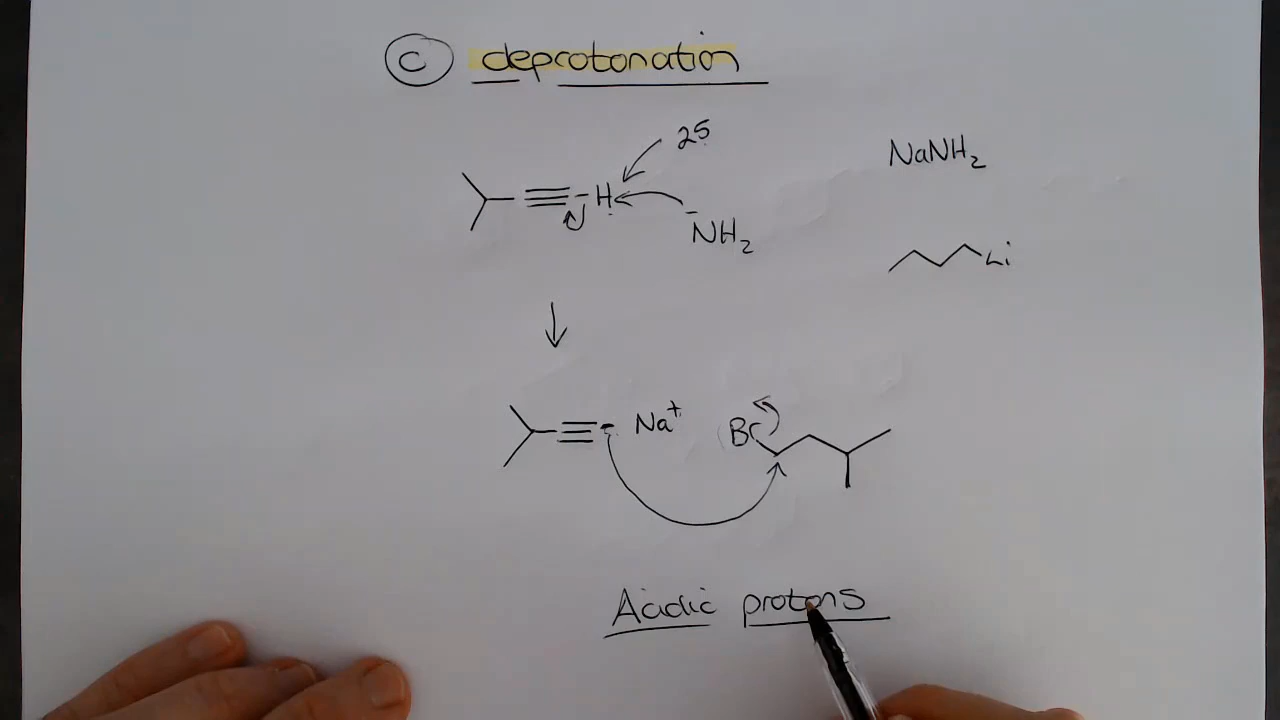 c deprotonation
25
NaNH2
H
-NH2
Li
- Na+
Br
Acidic protons